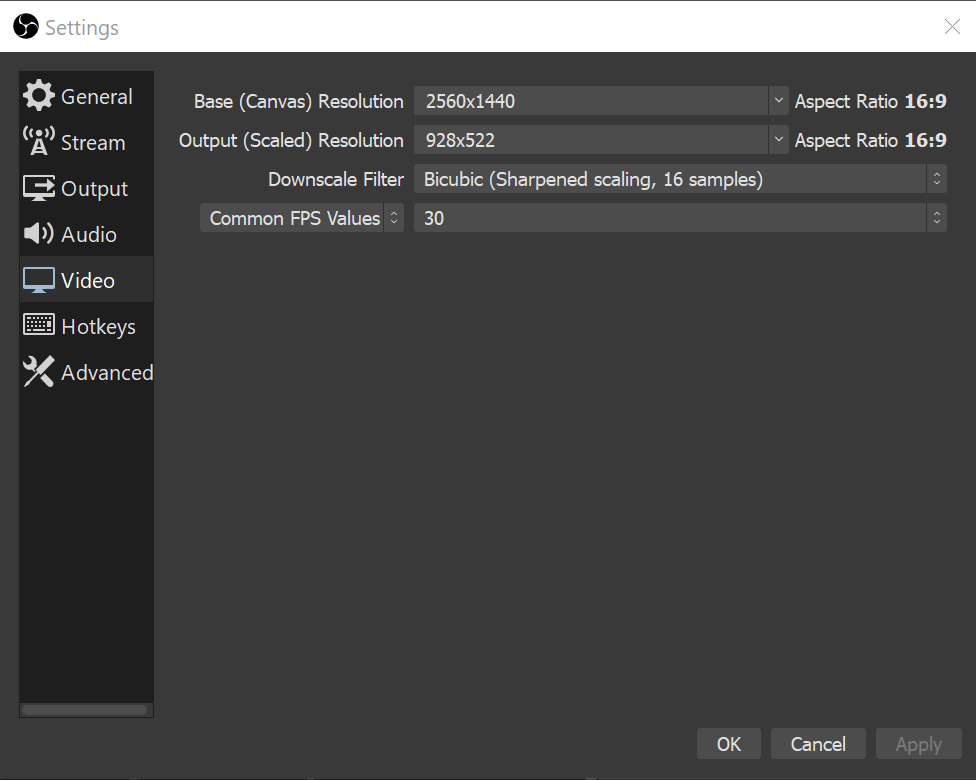 Settings
General
Stream
Output
Audio
Video
Hotkeys
Advanced
Base (Canvas) Resolution 2560x1440 Aspect Ratio 16:9
Output (Scaled) Resolution 928x522 Aspect Ratio 16:9
Downscale Filter Bicubic (Sharpened scaling, 16 samples)
Common FPS Values 30
OK Cancel Apply